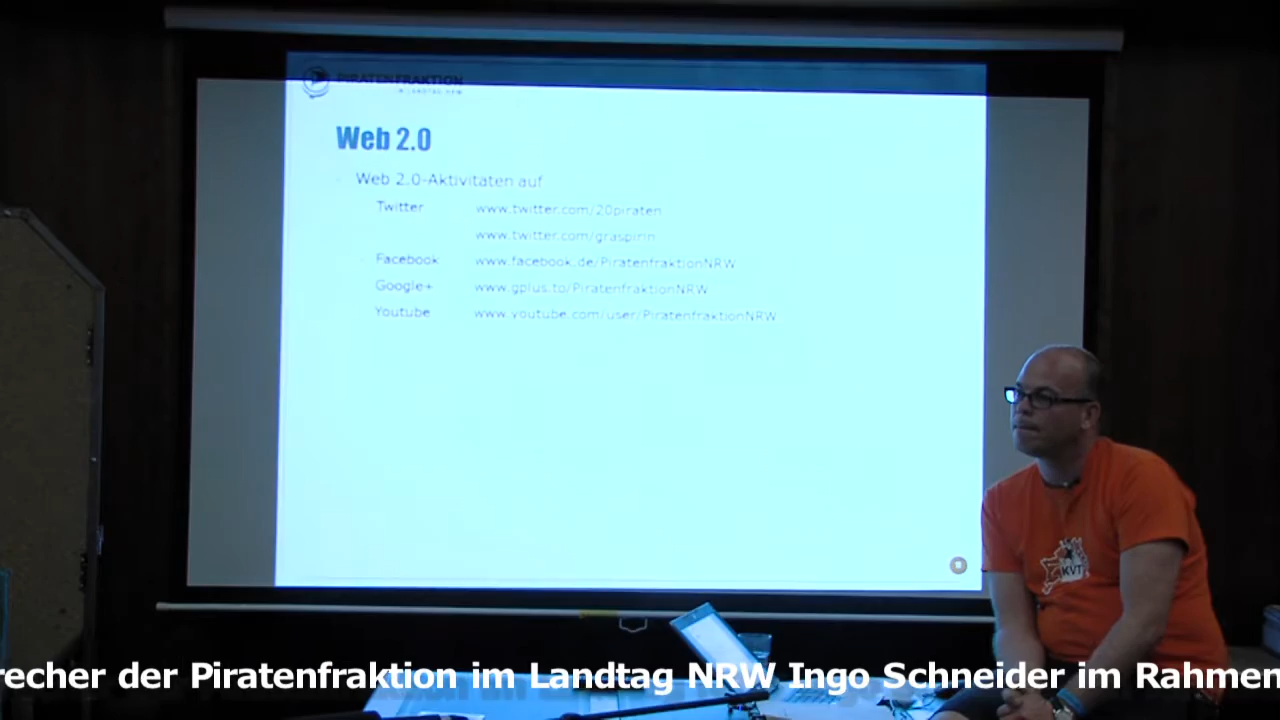 PIRATENFRAKTION
IM LANDTAG NRW
Web 2.0
Web 2.0-Aktivitäten auf
Twitter www.twitter.com/20piraten
www.twitter.com/graspirin
Facebook www.facebook.de/PiratenfraktionNRW
Google+ www.gplus.to/PiratenfraktionNRW
Youtube www.youtube.com/user/PiratenfraktionNRW
KVT
recher der Piratenfraktion im Landtag NRW Ingo Schneider im Rahmen